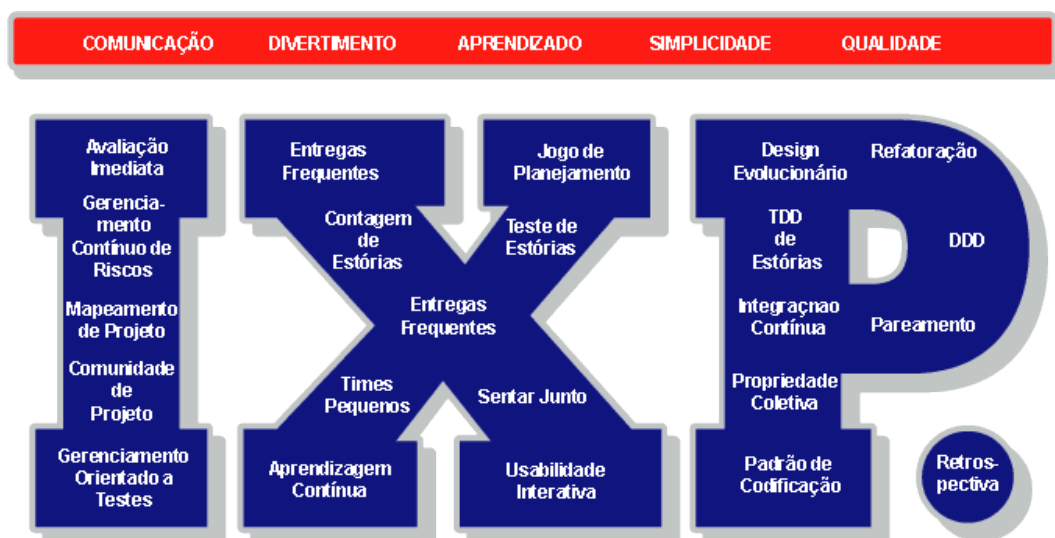 COMUNICAÇÃO DIVERTIMENTO APRENDIZADO SIMPLICIDADE QUALIDADE
Avaliação
Imediata
Gerencia-
mento
Contínuo de
Riscos
Mapeamento
de Projeto
Comunidade
de
Projeto
Gerenciamento
Orientado a
Testes
Entregas
Frequentes
Jogo de
Planejamento
Contagem
de
Estórias
Teste de
Estórias
Entregas
Frequentes
Times
Pequenos
Sentar Junto
Aprendizagem
Contínua
Usabilidade
Interativa
Design
Evolucionário
Refatoração
TDD
de
Estórias
DDD
Integraçnao
Contínua
Pareamento
Propriedade
Coletiva
Padrão de
Codificação
Retros-
pectiva